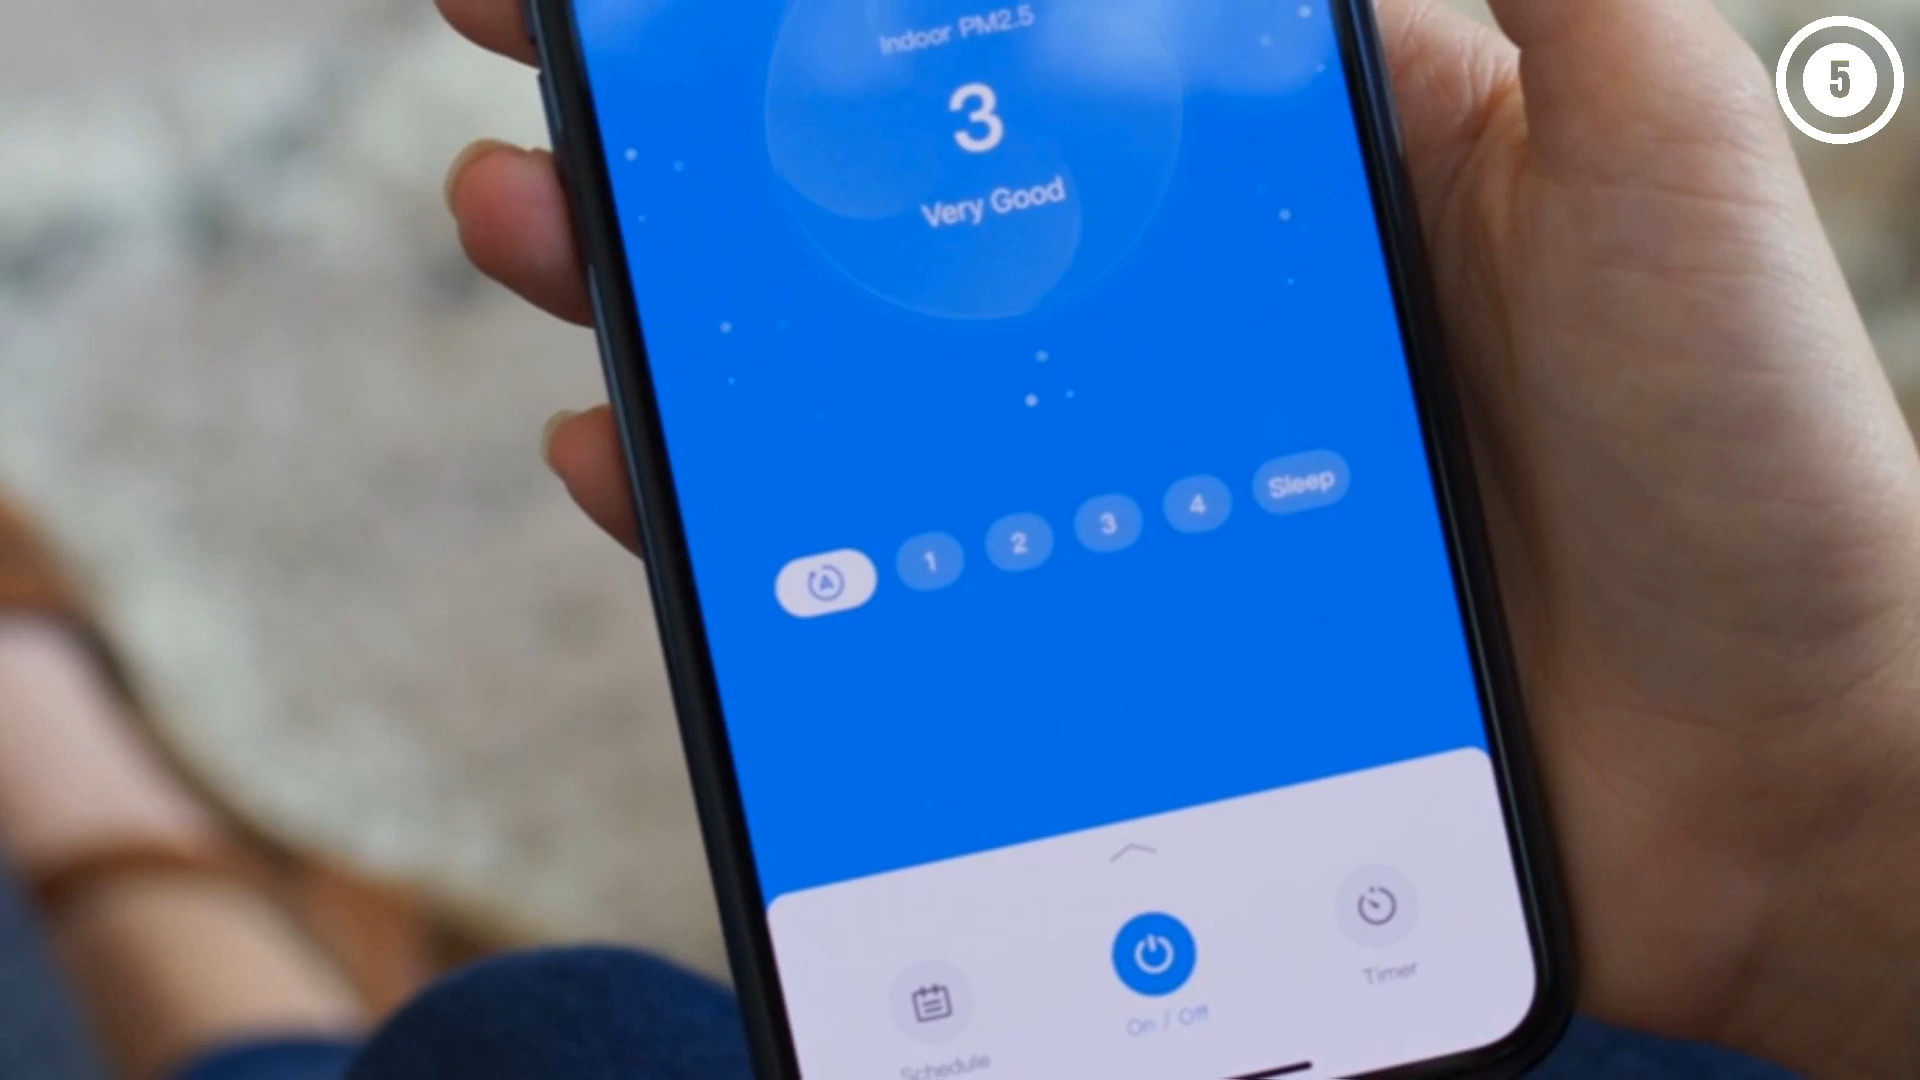 Indoor PM2.5
3
Very Good
A 1 2 3 4 Sleep
Schedule
On / Off
Timer
5